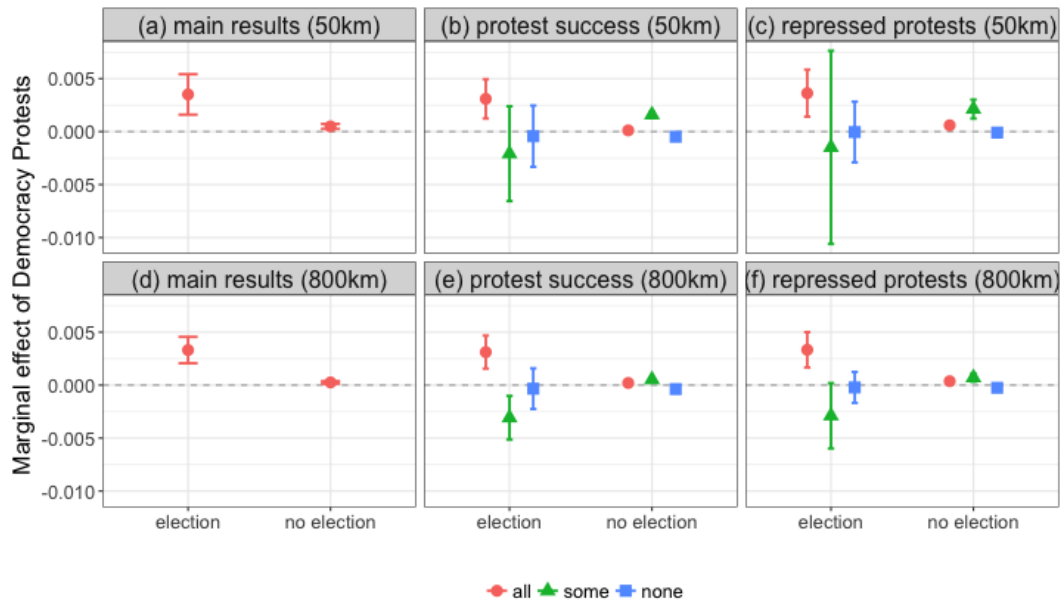 (a) main results (50km)
(b) protest success (50km)
(c) repressed protests (50km)
0.005
0.000
-0.005
-0.010
(d) main results (800km)
(e) protest success (800km)
(f) repressed protests (800km)
0.005
0.000
-0.005
-0.010
Marginal effect of Democracy Protests
election
no election
election
no election
election
no election
all
some
none